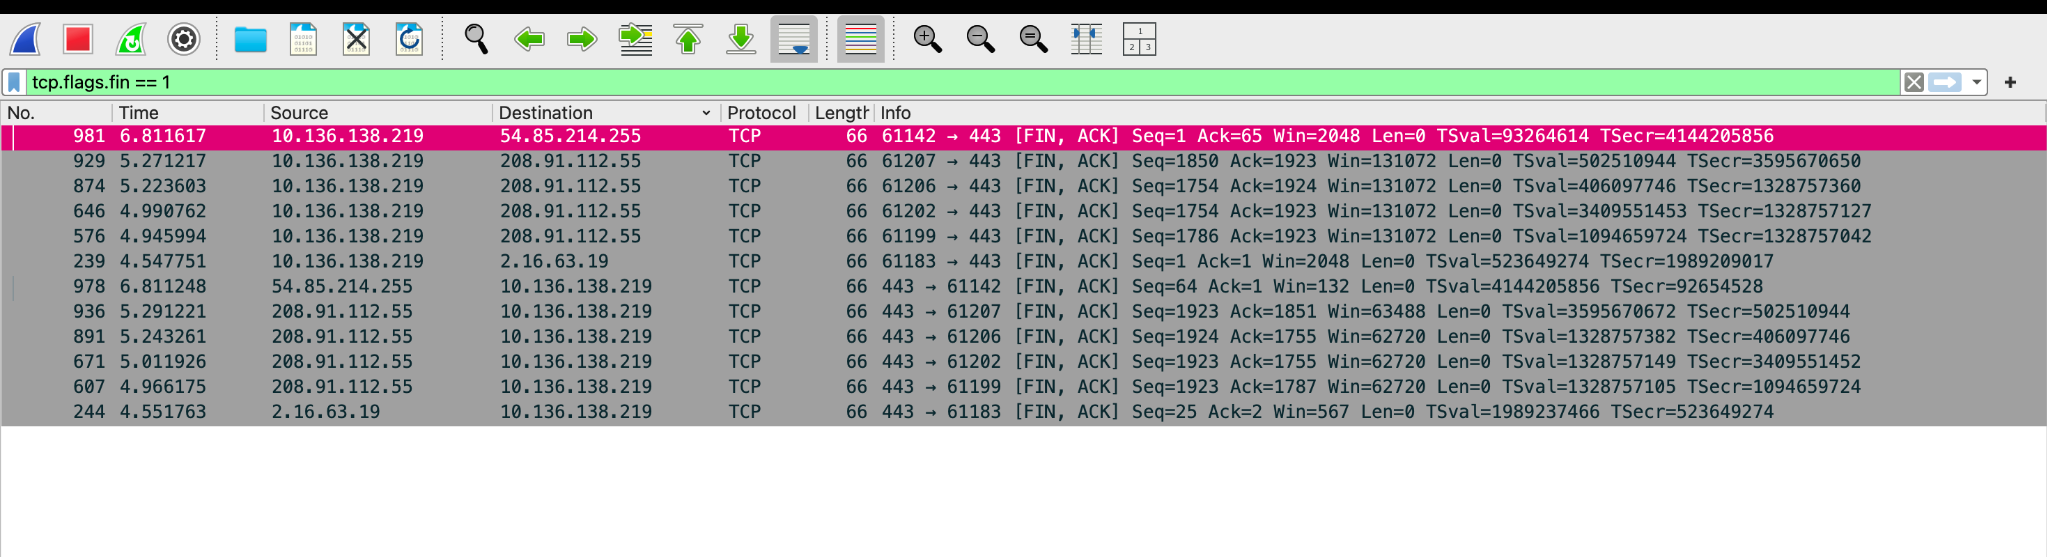 tcp.flags.fin == 1
No. Time Source Destination Protocol Length Info
981 6.811617 10.136.138.219 54.85.214.255 TCP 66 61142 → 443 [FIN, ACK] Seq=1 Ack=65 Win=2048 Len=0 TSval=93264614 TSecr=4144205856
929 5.271217 10.136.138.219 208.91.112.55 TCP 66 61207 → 443 [FIN, ACK] Seq=1850 Ack=1923 Win=131072 Len=0 TSval=502510944 TSecr=3595670650
874 5.223603 10.136.138.219 208.91.112.55 TCP 66 61206 → 443 [FIN, ACK] Seq=1754 Ack=1924 Win=131072 Len=0 TSval=406097746 TSecr=1328757360
646 4.990762 10.136.138.219 208.91.112.55 TCP 66 61202 → 443 [FIN, ACK] Seq=1754 Ack=1923 Win=131072 Len=0 TSval=3409551453 TSecr=1328757127
576 4.945994 10.136.138.219 208.91.112.55 TCP 66 61199 → 443 [FIN, ACK] Seq=1786 Ack=1923 Win=131072 Len=0 TSval=1094659724 TSecr=1328757042
239 4.547751 10.136.138.219 2.16.63.19 TCP 66 61183 → 443 [FIN, ACK] Seq=1 Ack=1 Win=2048 Len=0 TSval=523649274 TSecr=1989209017
978 6.811248 54.85.214.255 10.136.138.219 TCP 66 443 → 61142 [FIN, ACK] Seq=64 Ack=1 Win=132 Len=0 TSval=4144205856 TSecr=92654528
936 5.291221 208.91.112.55 10.136.138.219 TCP 66 443 → 61207 [FIN, ACK] Seq=1923 Ack=1851 Win=63488 Len=0 TSval=3595670672 TSecr=502510944
891 5.243261 208.91.112.55 10.136.138.219 TCP 66 443 → 61206 [FIN, ACK] Seq=1924 Ack=1755 Win=62720 Len=0 TSval=1328757382 TSecr=406097746
671 5.011926 208.91.112.55 10.136.138.219 TCP 66 443 → 61202 [FIN, ACK] Seq=1923 Ack=1755 Win=62720 Len=0 TSval=1328757149 TSecr=3409551452
607 4.966175 208.91.112.55 10.136.138.219 TCP 66 443 → 61199 [FIN, ACK] Seq=1923 Ack=1787 Win=62720 Len=0 TSval=1328757105 TSecr=1094659724
244 4.551763 2.16.63.19 10.136.138.219 TCP 66 443 → 61183 [FIN, ACK] Seq=25 Ack=2 Win=567 Len=0 TSval=1989237466 TSecr=523649274